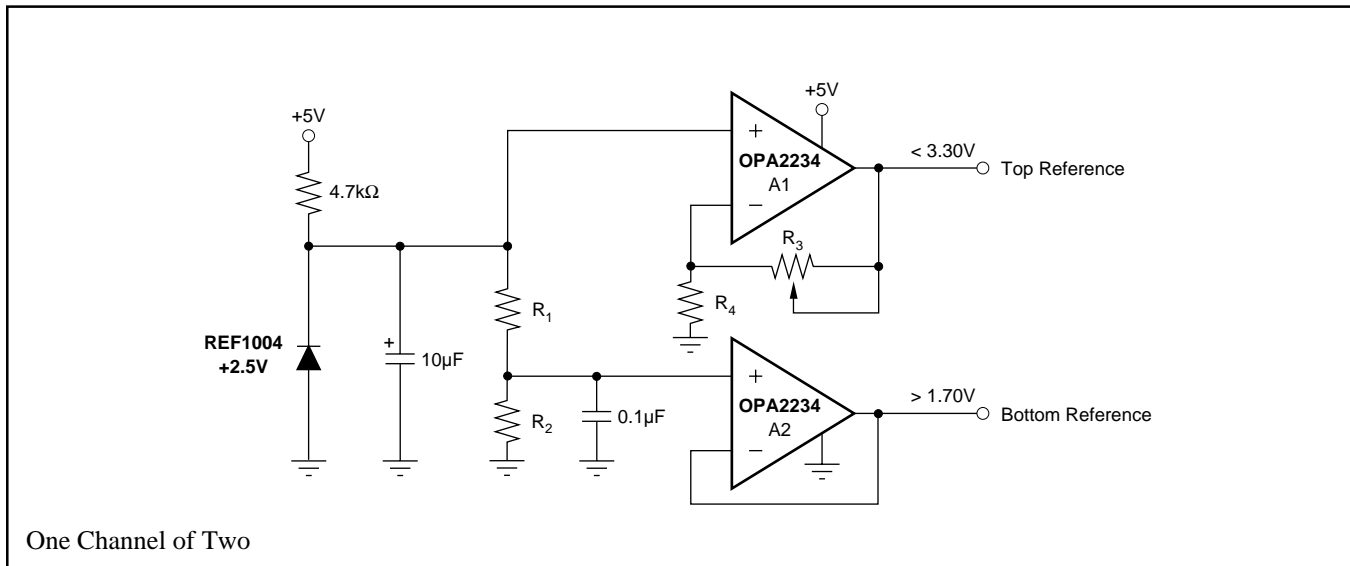 +5V
4.7kΩ
REF1004
+2.5V
+
10µF
R1
R2
0.1µF
+5V
+
OPA2234
A1
−
R3
R4
< 3.30V
Top Reference
+
OPA2234
A2
−
> 1.70V
Bottom Reference
One Channel of Two